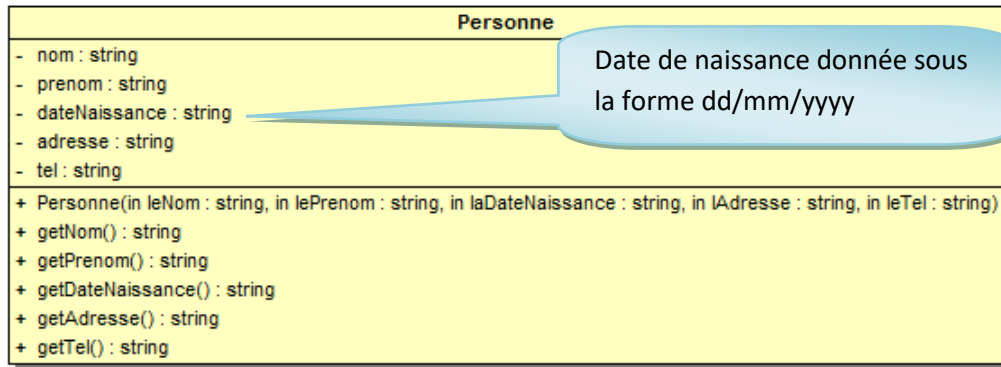 Personne
- nom : string
- prenom : string
- dateNaissance : string
- adresse : string
- tel : string
Date de naissance donnée sous
la forme dd/mm/yyyy
+ Personne(in leNom : string, in lePrenom : string, in laDateNaissance : string, in lAdresse : string, in leTel : string)
+ getNom() : string
+ getPrenom() : string
+ getDateNaissance() : string
+ getAdresse() : string
+ getTel() : string